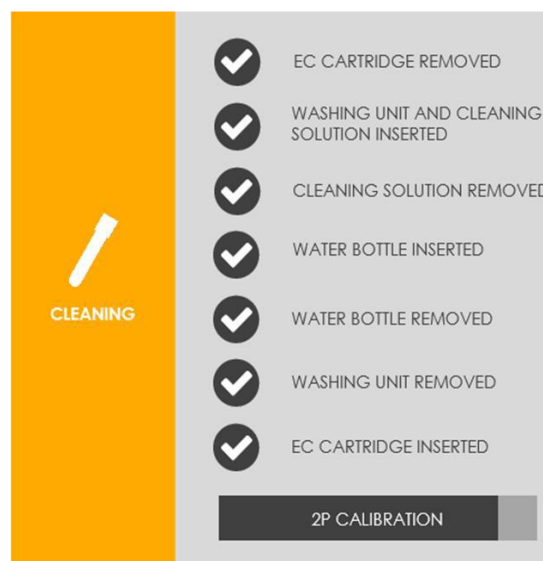 EC CARTRIDGE REMOVED
WASHING UNIT AND CLEANING
SOLUTION INSERTED
CLEANING SOLUTION REMOVED
WATER BOTTLE INSERTED
CLEANING
WATER BOTTLE REMOVED
WASHING UNIT REMOVED
EC CARTRIDGE INSERTED
2P CALIBRATION